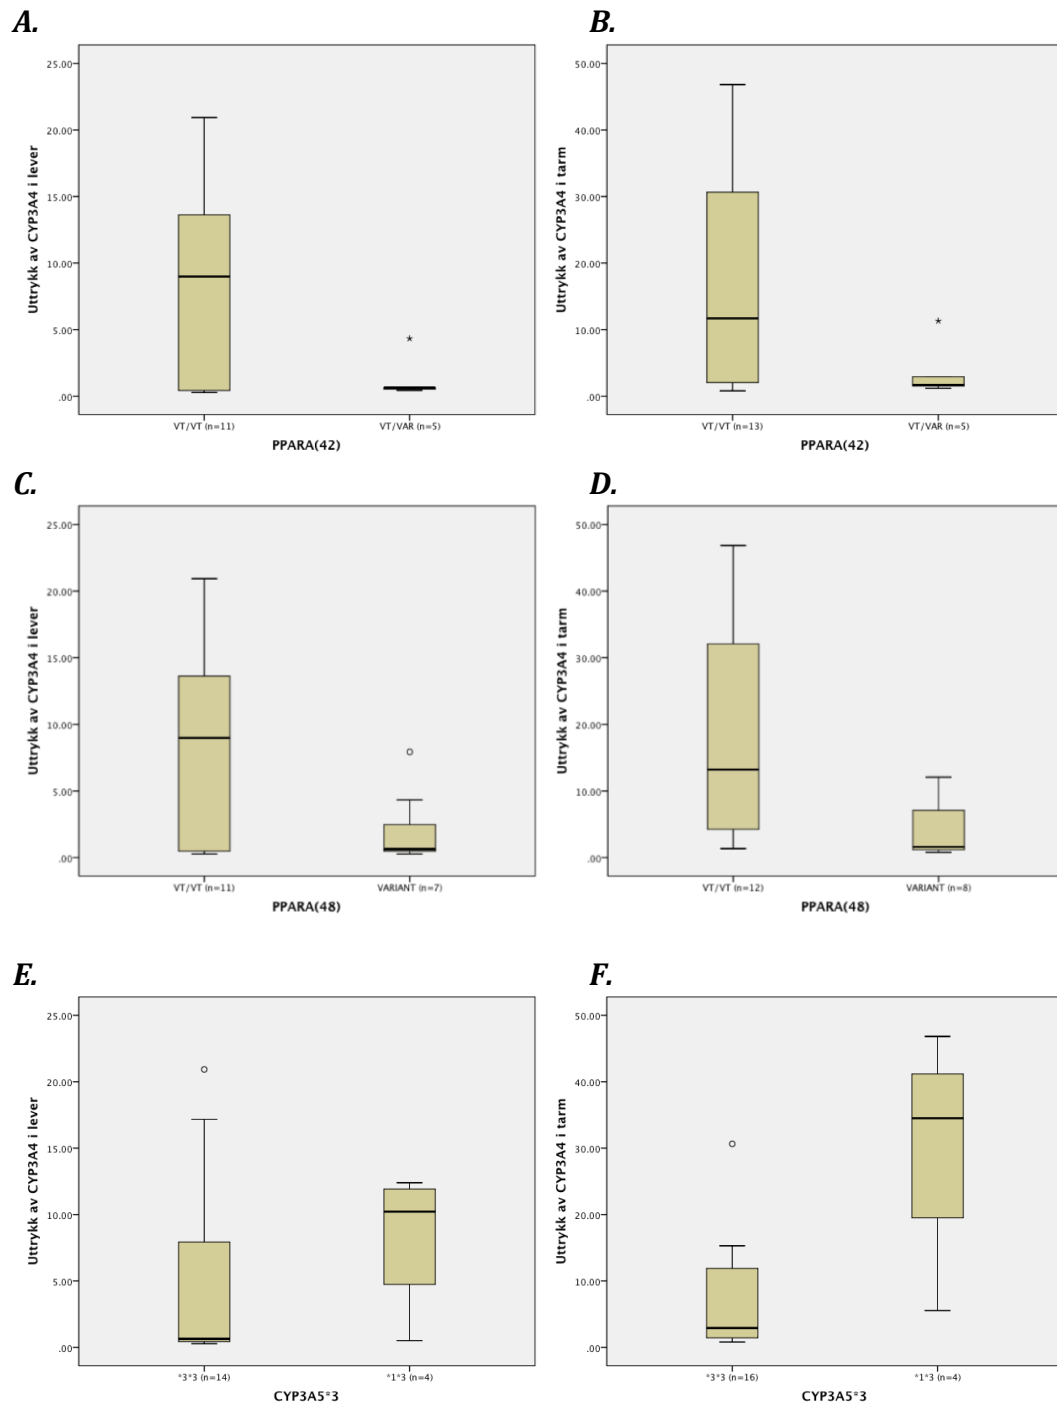 A.
25.00
20.00
15.00
10.00
5.00
.00
Uttrykk av CYP3A4 i lever
VT/VT (n=11)
VT/VAR (n=5)
PPARA(42)
B.
50.00
40.00
30.00
20.00
10.00
.00
Uttrykk av CYP3A4 i tarm
VT/VT (n=13)
VT/VAR (n=5)
PPARA(42)
C.
25.00
20.00
15.00
10.00
5.00
.00
Uttrykk av CYP3A4 i lever
VT/VT (n=11)
VARIANT (n=7)
PPARA(48)
D.
50.00
40.00
30.00
20.00
10.00
.00
Uttrykk av CYP3A4 i tarm
VT/VT (n=12)
VARIANT (n=8)
PPARA(48)
E.
25.00
20.00
15.00
10.00
5.00
.00
Uttrykk av CYP3A4 i lever
*3*3 (n=14)
*1*3 (n=4)
CYP3A5*3
F.
50.00
40.00
30.00
20.00
10.00
.00
Uttrykk av CYP3A4 i tarm
*3*3 (n=16)
*1*3 (n=4)
CYP3A5*3